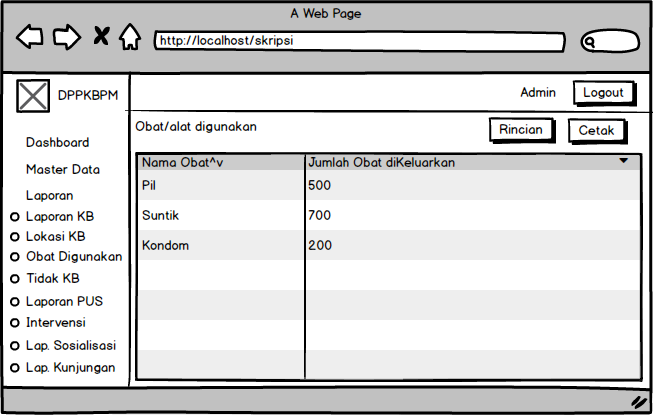 A Web Page
http://localhost/skripsi
DPPKBPM
Admin
Logout
Obat/alat digunakan
Rincian
Cetak
Dashboard
Master Data
Laporan
Laporan KB
Lokasi KB
Obat Digunakan
Tidak KB
Laporan PUS
Intervensi
Lap. Sosialisasi
Lap. Kunjungan
Nama Obat^v
Jumlah Obat diKeluarkan
Pil
500
Suntik
700
Kondom
200